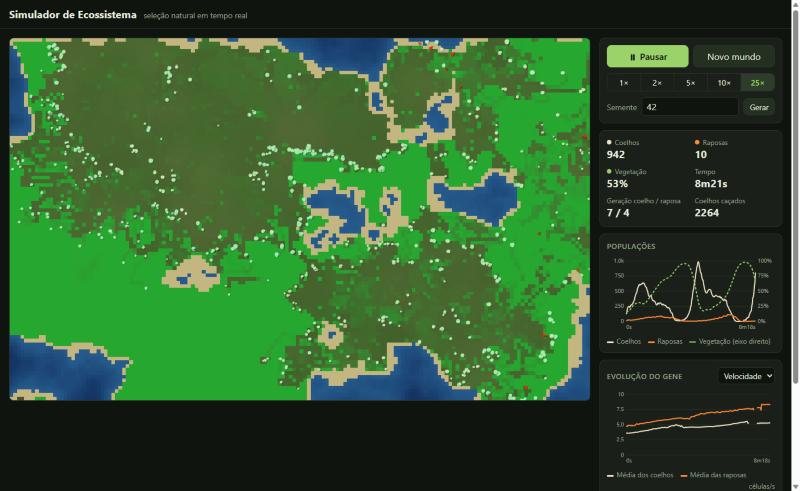 Simulador de Ecossistema seleção natural em tempo real
Pausar Novo mundo
1× 2× 5× 10× 25×
Semente 42 Gerar
Coelhos Raposas
942 10
Vegetação Tempo
53% 8m21s
Geração coelho / raposa Coelhos caçados
7 / 4 2264
POPULAÇÕES
1.0k 100%
750 75%
500 50%
250 25%
0 0%
0s 8m18s
Coelhos Raposas Vegetação (eixo direito)
EVOLUÇÃO DO GENE Velocidade
10
7.5
5.0
2.5
0
0s 8m18s
Média dos coelhos Média das raposas
células/s